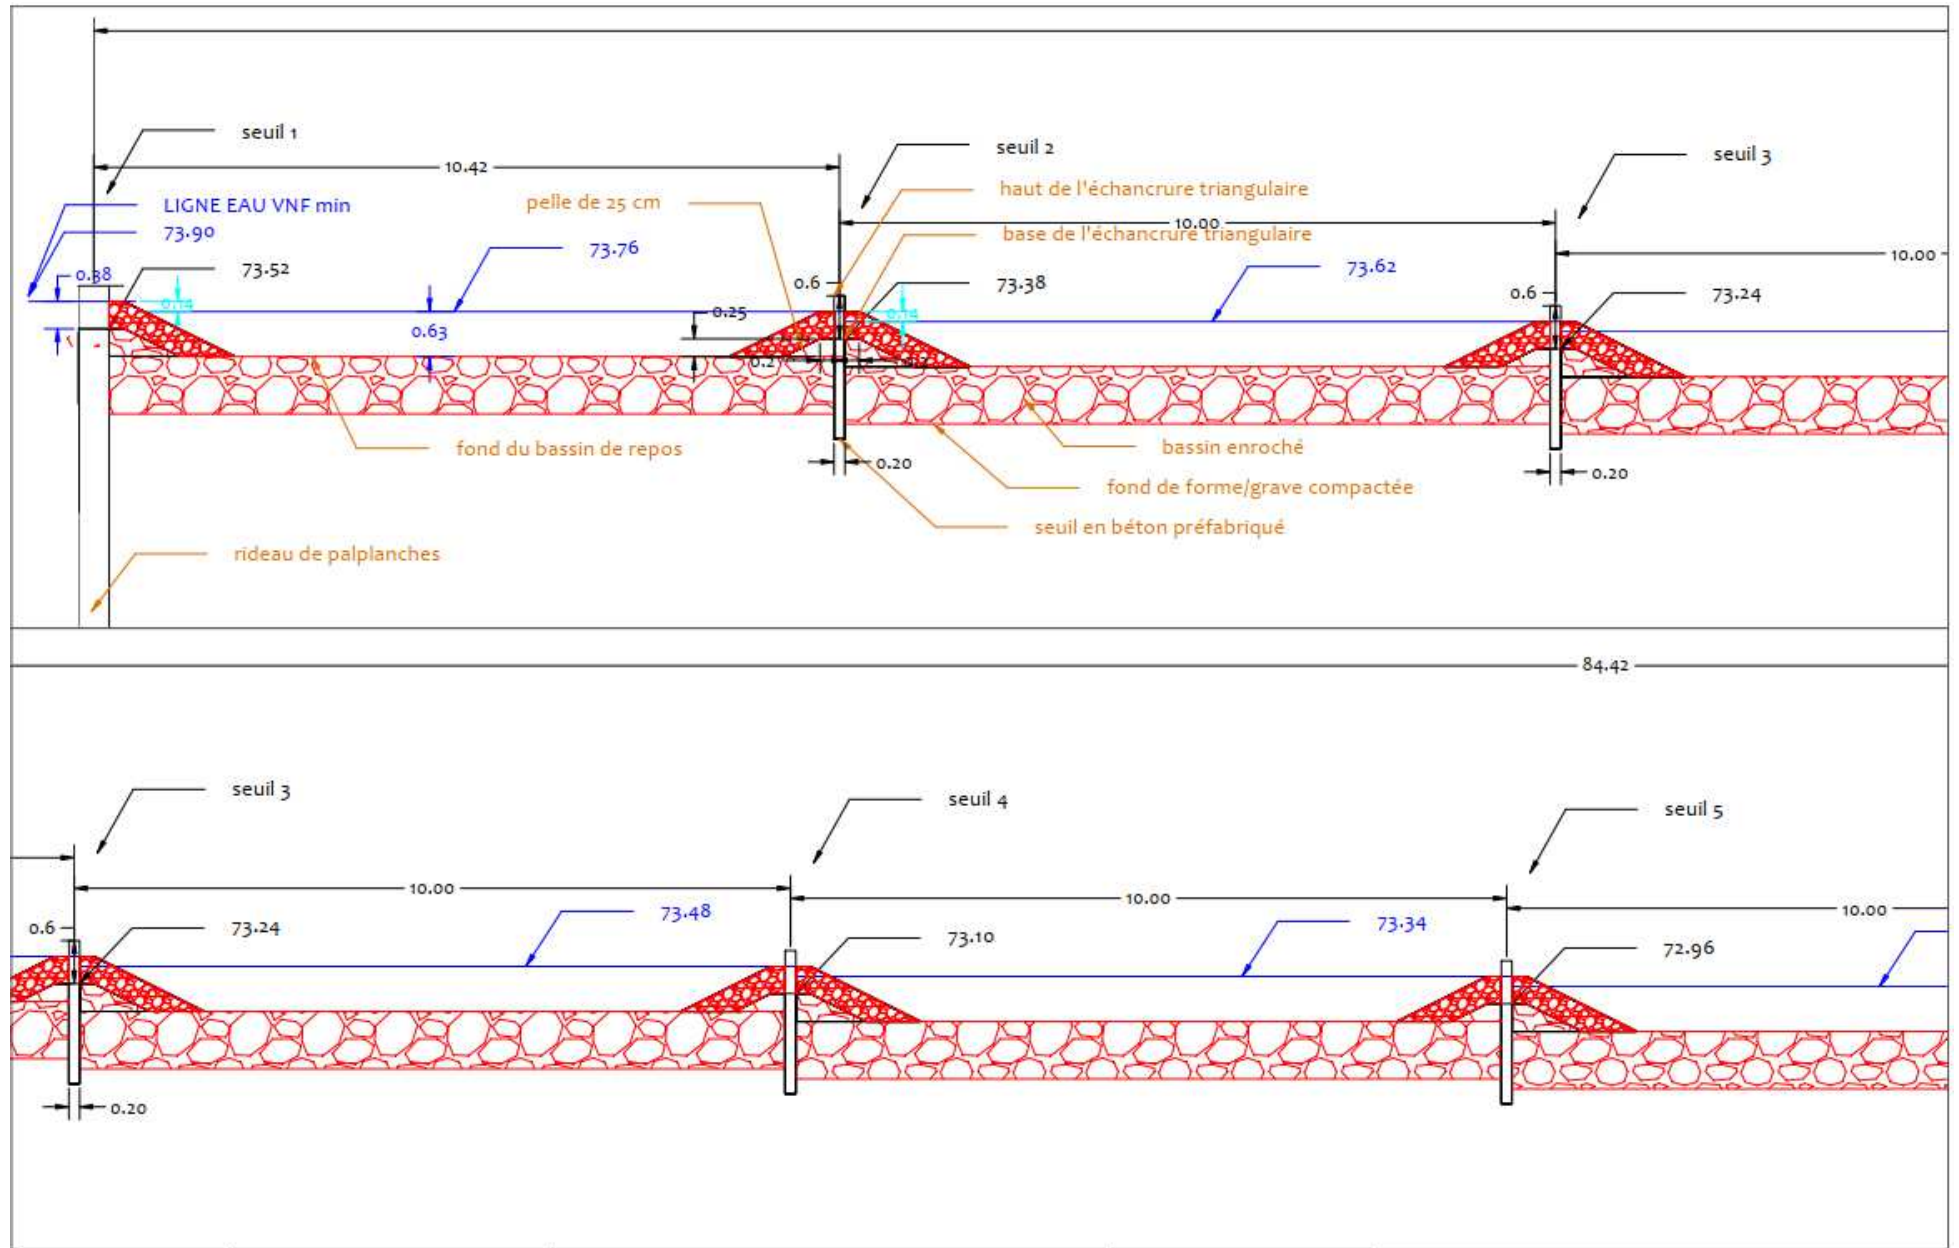 seuil 1
seuil 2
seuil 3
10.42
LIGNE EAU VNF min
73.90
pelle de 25 cm
haut de l'échancrure triangulaire
10.00
base de l'échancrure triangulaire
73.76
73.62
10.00
0.38
73.52
0.14
0.6
73.38
0.6
73.24
0.25
0.14
0.63
fond du bassin de repos
0.20
bassin enroché
0.20
fond de forme/grave compactée
seuil en béton préfabriqué
rideau de palplanches
84.42
seuil 3
seuil 4
seuil 5
10.00
10.00
10.00
73.48
73.34
0.6
73.24
73.10
72.96
0.20